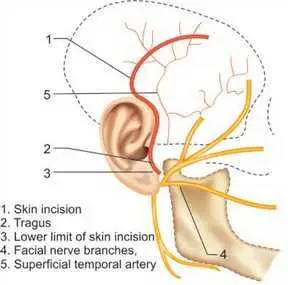 1
5
2
3
4
1. Skin incision
2. Tragus
3. Lower limit of skin incision
4. Facial nerve branches,
5. Superficial temporal artery